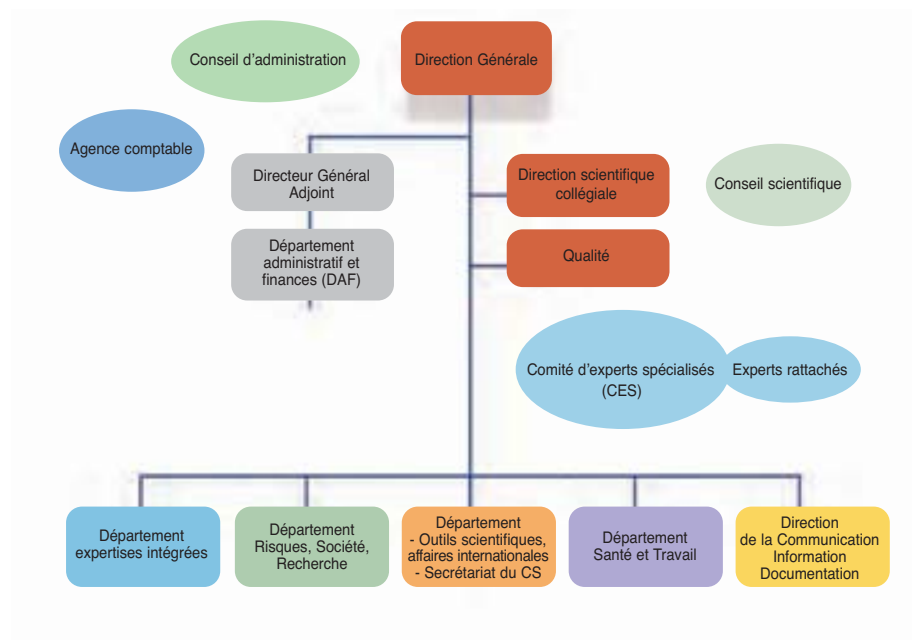 Conseil d'administration
Direction Générale
Agence comptable
Directeur Général
Adjoint
Direction scientifique
collégiale
Conseil scientifique
Département
administratif et
finances (DAF)
Qualité
Comité d'experts spécialisés
(CES)
Experts rattachés
Département
expertises intégrées
Département
Risques, Société,
Recherche
Département
- Outils scientifiques,
affaires internationales
- Secrétariat du CS
Département
Santé et Travail
Direction
de la Communication
Information
Documentation